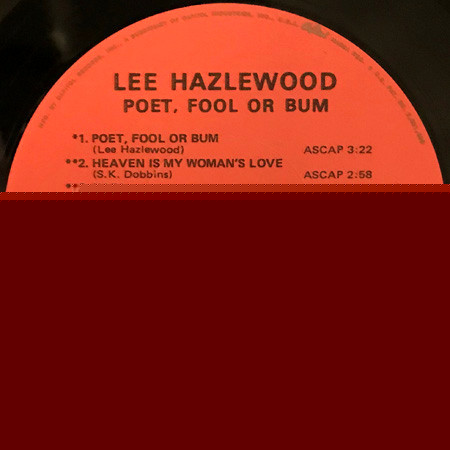 LEE HAZLEWOOD
POET, FOOL OR BUM
*1. POET, FOOL OR BUM
(Lee Hazlewood) ASCAP 3:22
**2. HEAVEN IS MY WOMAN'S LOVE
(S.K. Dobbins) ASCAP 2:58